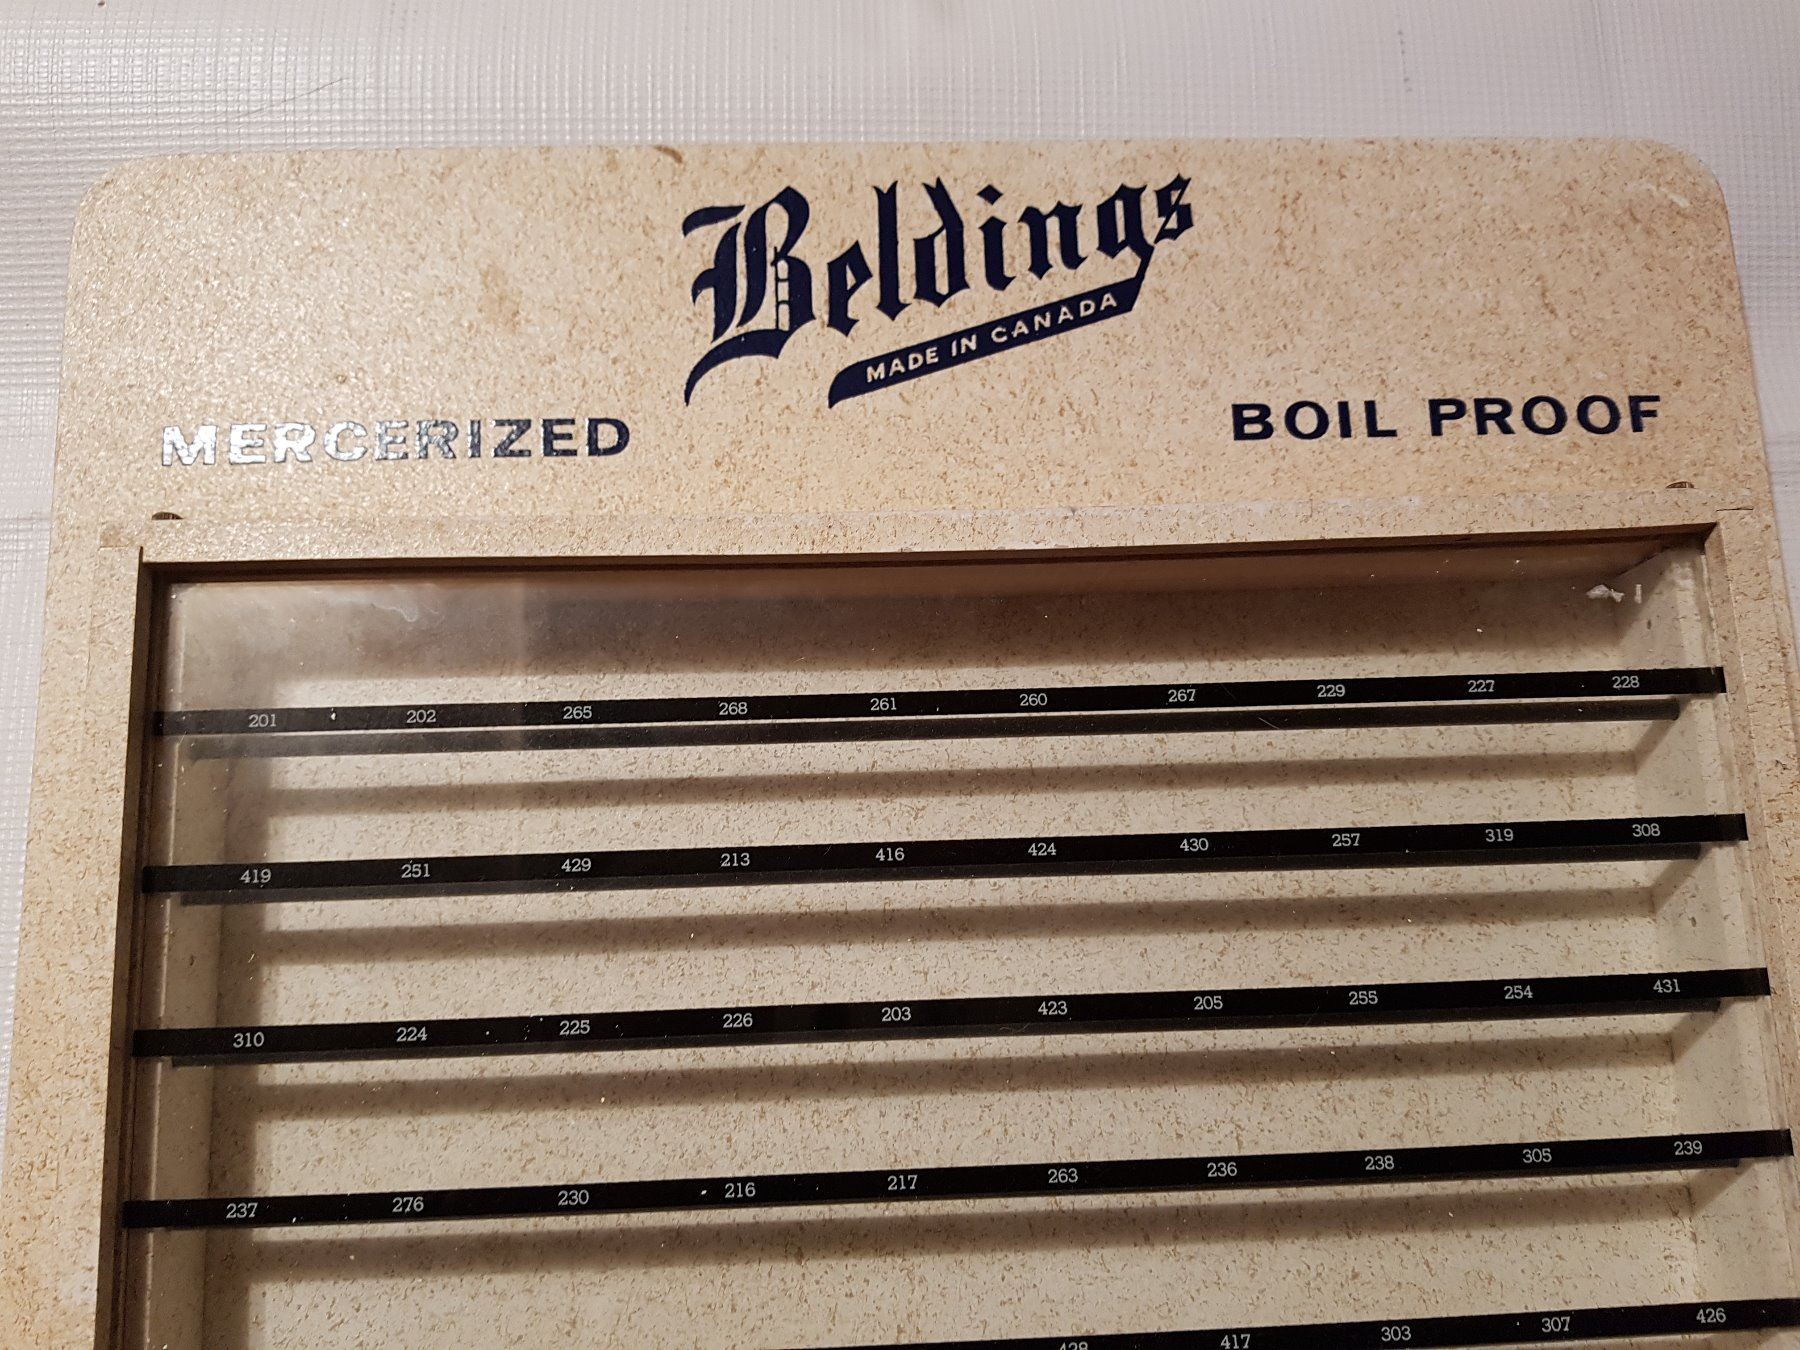 Beldings
MADE IN CANADA
MERCERIZED BOIL PROOF
201 202 265 268 261 260 267 229 227 228
419 251 429 213 416 424 430 257 319 308
310 224 225 226 203 423 205 255 254 431
237 276 230 216 217 263 236 238 305 239
428 417 303 307 426